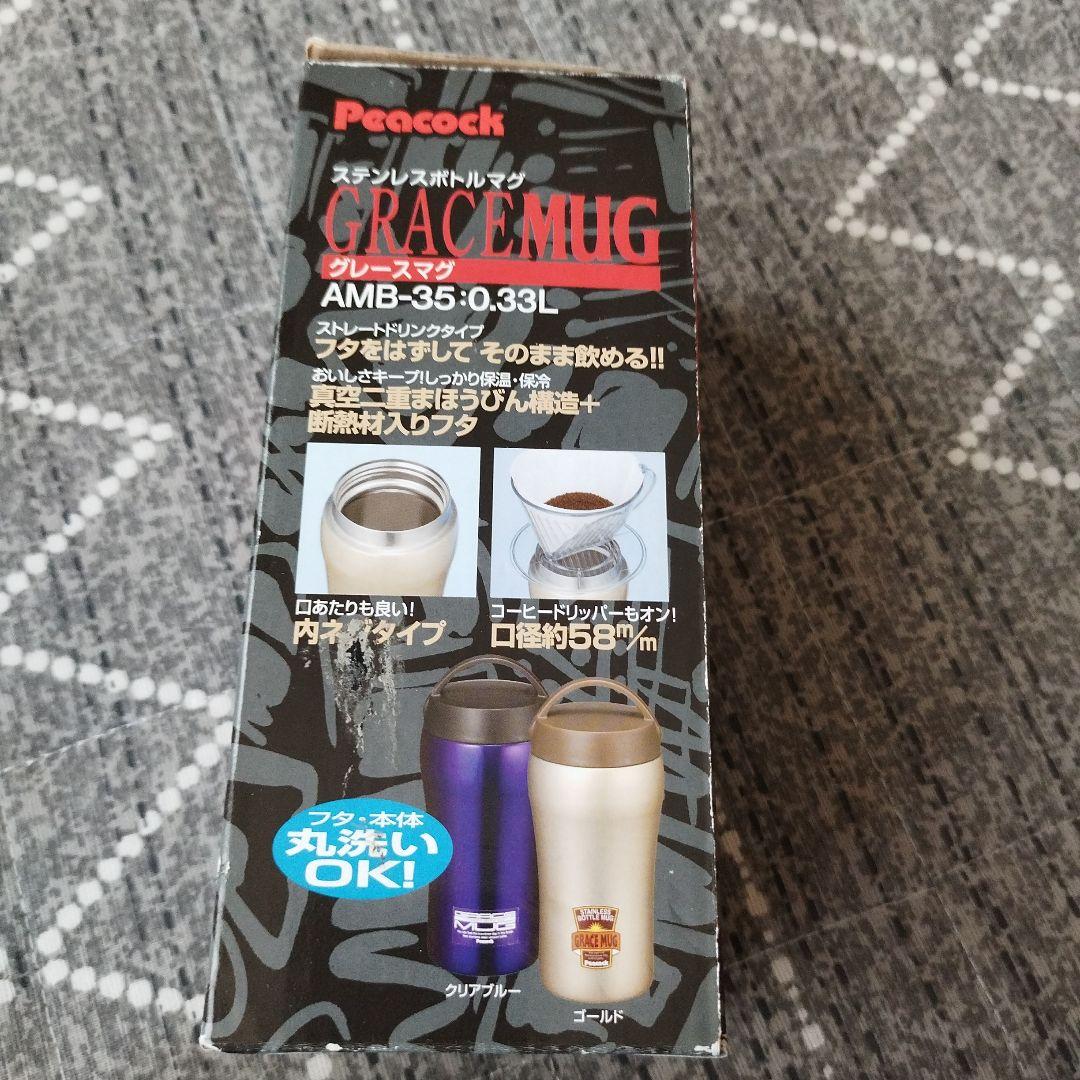 Peacock
ステンレスボトルマグ
GRACEMUG
グレースマグ
AMB-35:0.33L
ストレートドリンクタイプ
フタをはずして そのまま飲める!!
おいしさキープ!しっかり保温・保冷
真空二重まほうびん構造+
断熱材入りフタ
口あたりも良い!
内ネジタイプ
コーヒードリッパーもオン!
口径約58m/m
フタ・本体
丸洗い
OK!
MUG
Peacock
クリアブルー
STAINLESS
BOTTLE MUG
GRACE MUG
Peacock
ゴールド